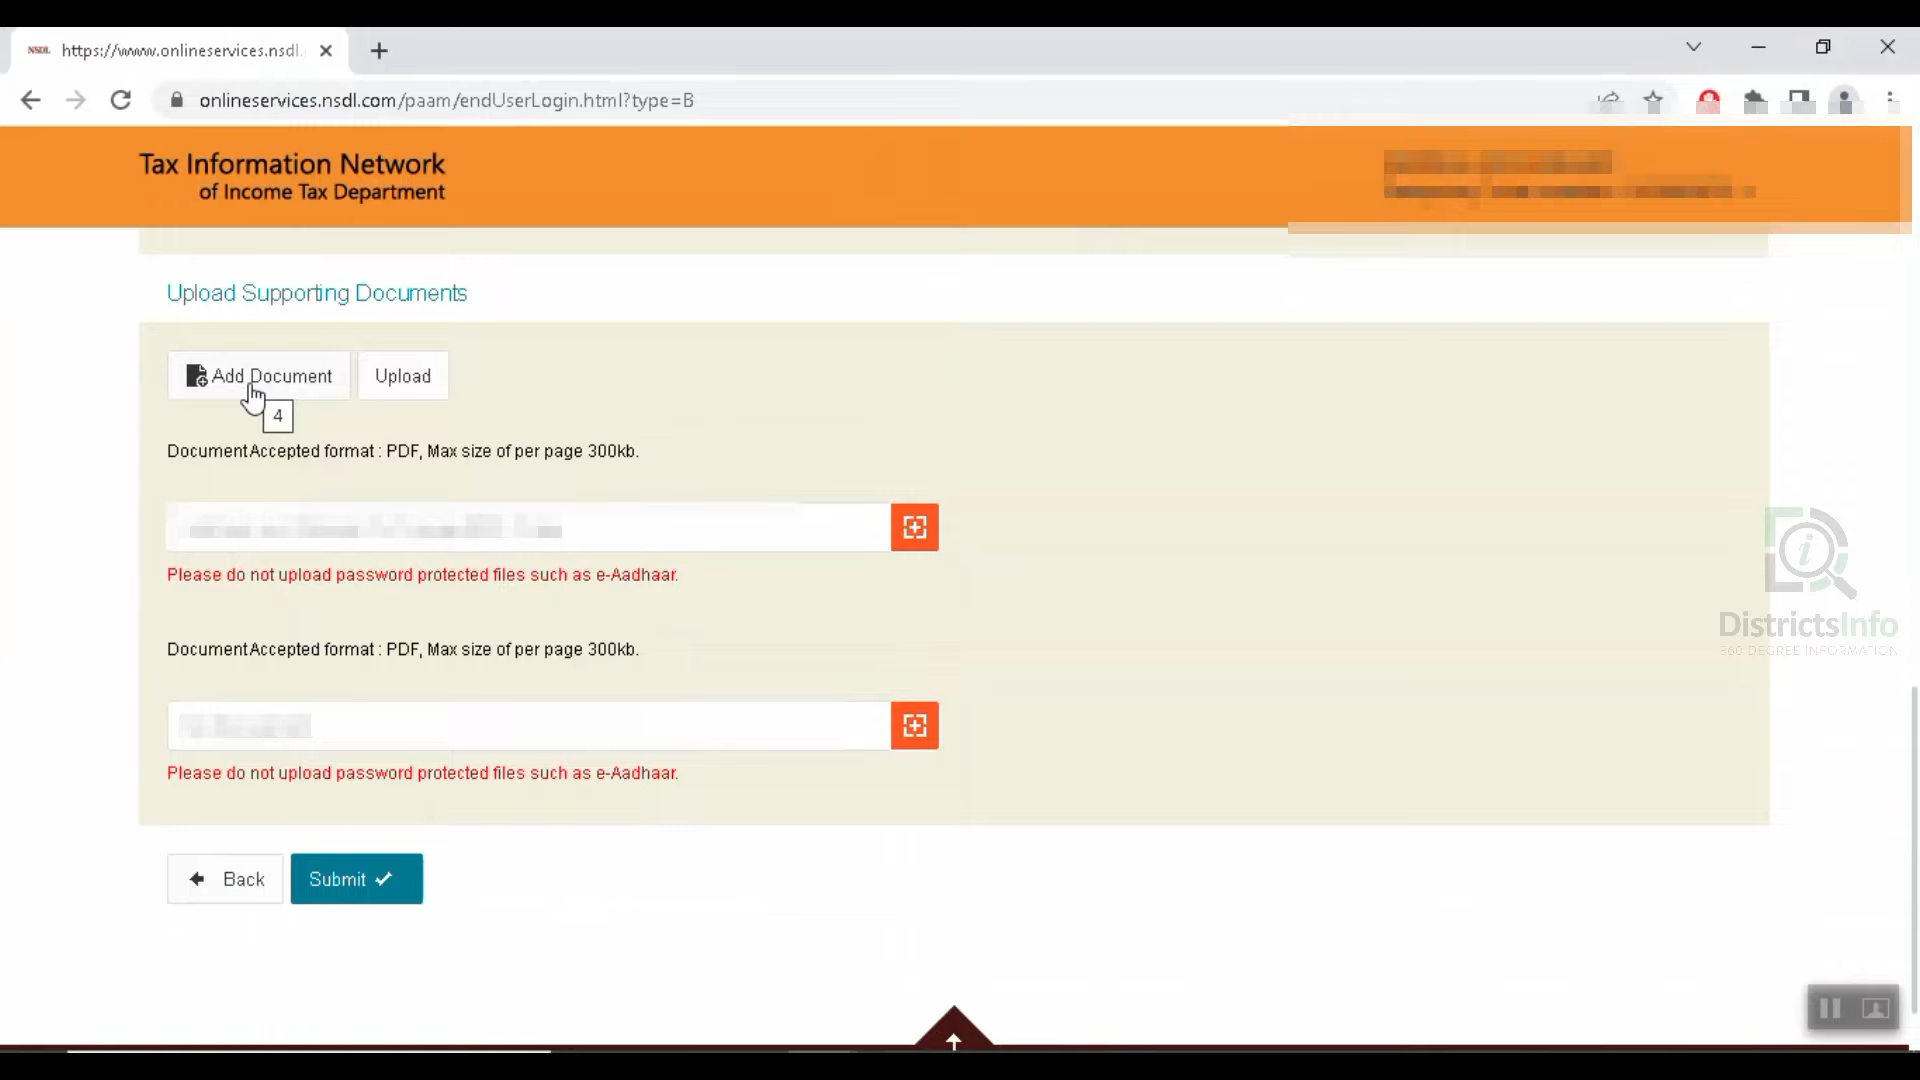 NSDL https://www.onlineservices.nsdl.
onlineservices.nsdl.com/paam/endUserLogin.html?type=B
Tax Information Network
of Income Tax Department
Upload Supporting Documents
Add Document Upload
4
Document Accepted format : PDF, Max size of per page 300kb.
Please do not upload password protected files such as e-Aadhaar.
DistrictsInfo
360 DEGREE INFORMATION
Document Accepted format : PDF, Max size of per page 300kb.
Please do not upload password protected files such as e-Aadhaar.
Back Submit